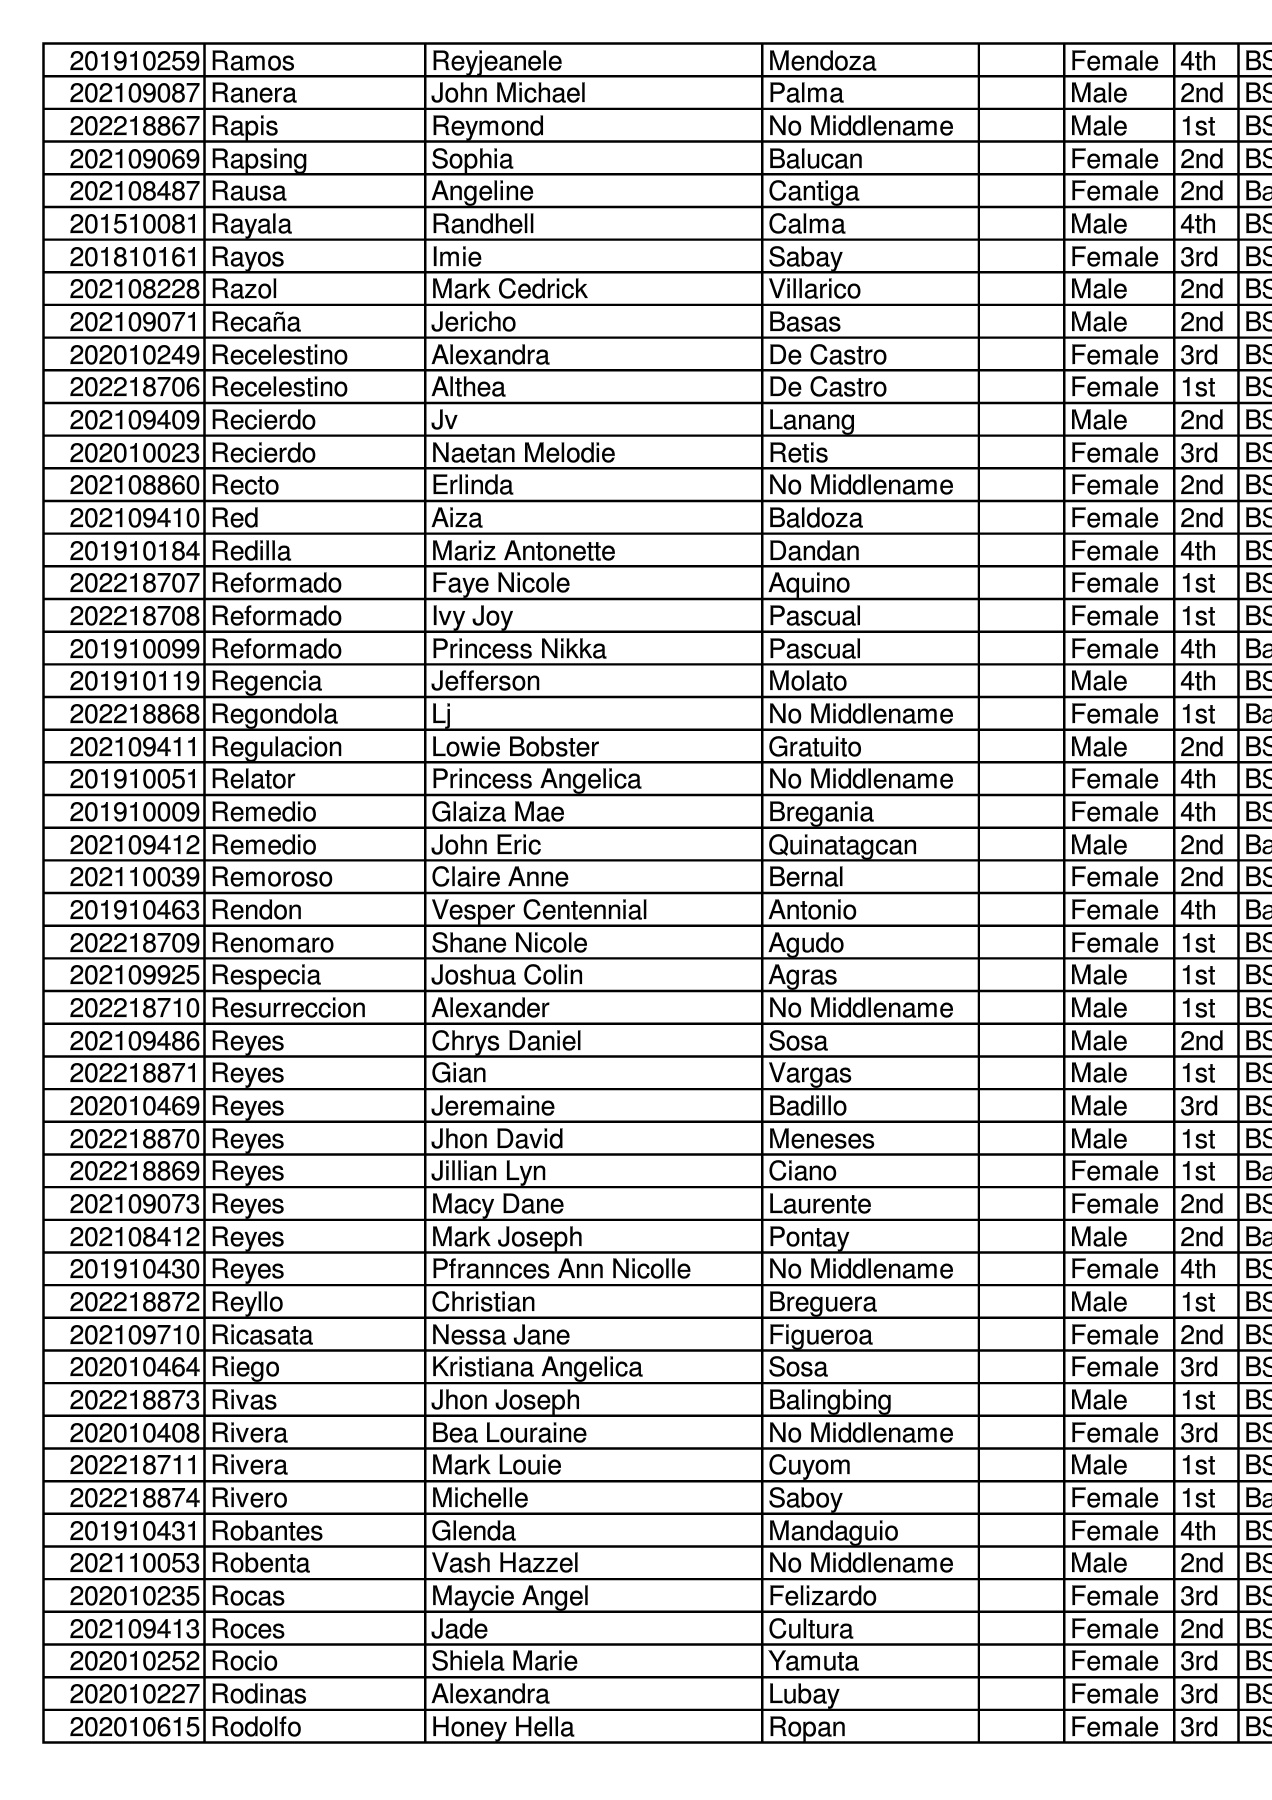 201910259 Ramos Reyjeanele Mendoza Female 4th BS
202109087 Ranera John Michael Palma Male 2nd BS
202218867 Rapis Reymond No Middlename Male 1st BS
202109069 Rapsing Sophia Balucan Female 2nd BS
202108487 Rausa Angeline Cantiga Female 2nd Ba
201510081 Rayala Randhell Calma Male 4th BS
201810161 Rayos Imie Sabay Female 3rd BS
202108228 Razol Mark Cedrick Villarico Male 2nd BS
202109071 Recaña Jericho Basas Male 2nd BS
202010249 Recelestino Alexandra De Castro Female 3rd BS
202218706 Recelestino Althea De Castro Female 1st BS
202109409 Recierdo Jv Lanang Male 2nd BS
202010023 Recierdo Naetan Melodie Retis Female 3rd BS
202108860 Recto Erlinda No Middlename Female 2nd BS
202109410 Red Aiza Baldoza Female 2nd BS
201910184 Redilla Mariz Antonette Dandan Female 4th BS
202218707 Reformado Faye Nicole Aquino Female 1st BS
202218708 Reformado Ivy Joy Pascual Female 1st BS
201910099 Reformado Princess Nikka Pascual Female 4th Ba
201910119 Regencia Jefferson Molato Male 4th BS
202218868 Regondola Lj No Middlename Female 1st Ba
202109411 Regulacion Lowie Bobster Gratuito Male 2nd BS
201910051 Relator Princess Angelica No Middlename Female 4th BS
201910009 Remedio Glaiza Mae Bregania Female 4th BS
202109412 Remedio John Eric Quinatagcan Male 2nd Ba
202110039 Remoroso Claire Anne Bernal Female 2nd BS
201910463 Rendon Vesper Centennial Antonio Female 4th Ba
202218709 Renomaro Shane Nicole Agudo Female 1st BS
202109925 Respecia Joshua Colin Agras Male 1st BS
202218710 Resurreccion Alexander No Middlename Male 1st BS
202109486 Reyes Chrys Daniel Sosa Male 2nd BS
202218871 Reyes Gian Vargas Male 1st BS
202010469 Reyes Jeremaine Badillo Male 3rd BS
202218870 Reyes Jhon David Meneses Male 1st BS
202218869 Reyes Jillian Lyn Ciano Female 1st Ba
202109073 Reyes Macy Dane Laurente Female 2nd BS
202108412 Reyes Mark Joseph Pontay Male 2nd Ba
201910430 Reyes Pfrannces Ann Nicolle No Middlename Female 4th BS
202218872 Reyllo Christian Breguera Male 1st BS
202109710 Ricasata Nessa Jane Figueroa Female 2nd BS
202010464 Riego Kristiana Angelica Sosa Female 3rd BS
202218873 Rivas Jhon Joseph Balingbing Male 1st BS
202010408 Rivera Bea Louraine No Middlename Female 3rd BS
202218711 Rivera Mark Louie Cuyom Male 1st BS
202218874 Rivero Michelle Saboy Female 1st Ba
201910431 Robantes Glenda Mandaguio Female 4th BS
202110053 Robenta Vash Hazzel No Middlename Male 2nd BS
202010235 Rocas Maycie Angel Felizardo Female 3rd BS
202109413 Roces Jade Cultura Female 2nd BS
202010252 Rocio Shiela Marie Yamuta Female 3rd BS
202010227 Rodinas Alexandra Lubay Female 3rd BS
202010615 Rodolfo Honey Hella Ropan Female 3rd BS